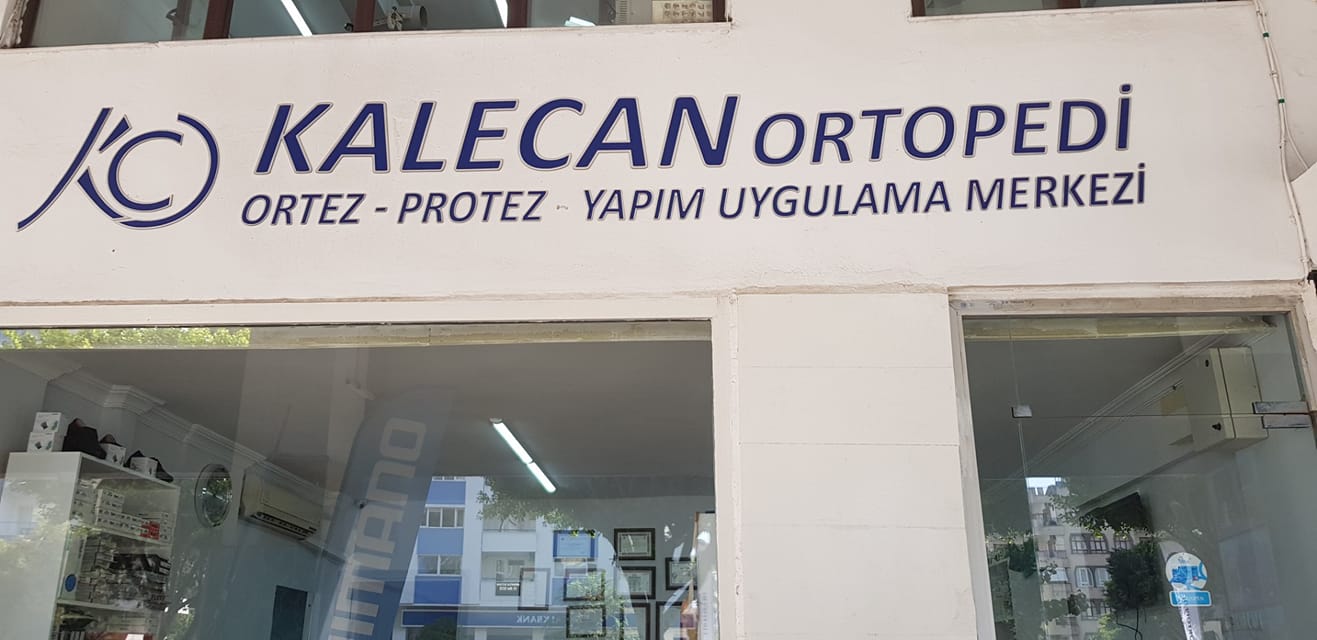 KC KALECAN ORTOPEDİ
ORTEZ - PROTEZ - YAPIM UYGULAMA MERKEZİ